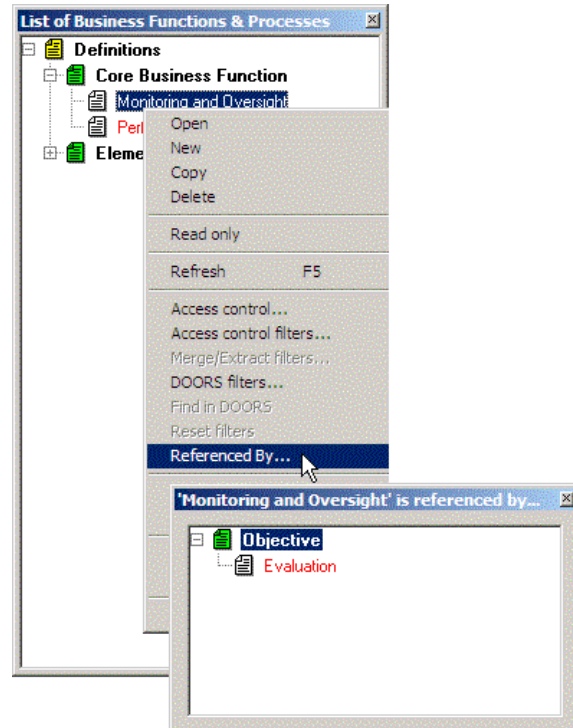 List of Business Functions & Processes
Definitions
Core Business Function
Monitoring and Oversight
Open
New
Copy
Delete
Read only
Refresh F5
Access control...
Access control filters...
Merge/Extract filters...
DOORS filters...
Find in DOORS
Reset filters
Referenced By...
'Monitoring and Oversight' is referenced by...
Objective
Evaluation